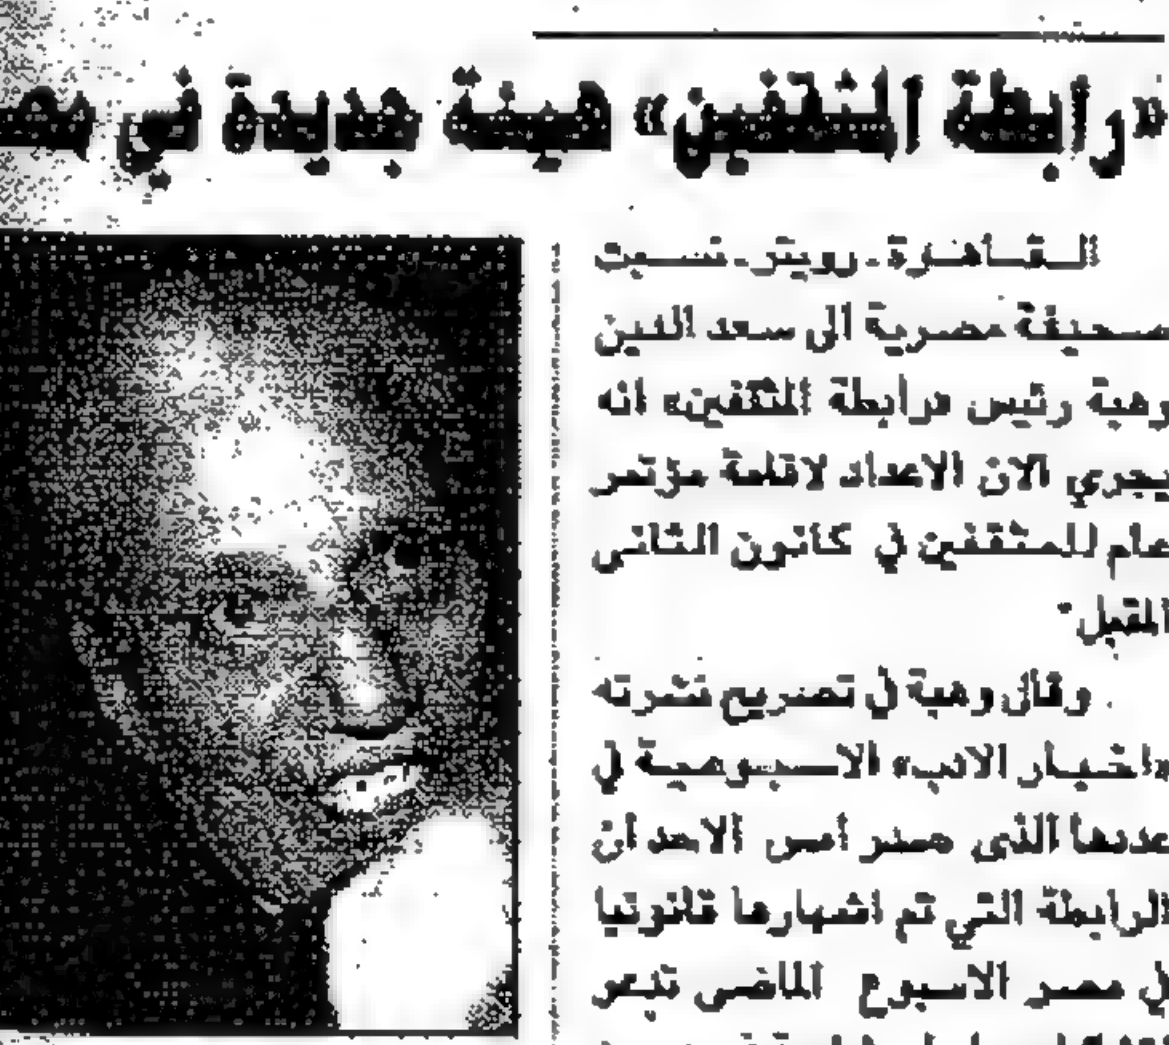 «رابطة المثقفين» هيئة جديدة في مصر
القاهرة ـ رويتر ـ نسبت
صحيفة مصرية الى سعد الدين
وهبة رئيس «رابطة المثقفين» انه
يجري الان الاعداد لاقامة مؤتمر
عام للمثقفين في كانون الثاني
المقبل.
وقال وهبة في تصريح نشرته
«اخبار الادب» الاسبوعية في
عددها الذي صدر امس الاحد ان
الرابطة التي تم اشهارها قانونيا
في مصر الاسبوع الماضي تدعو